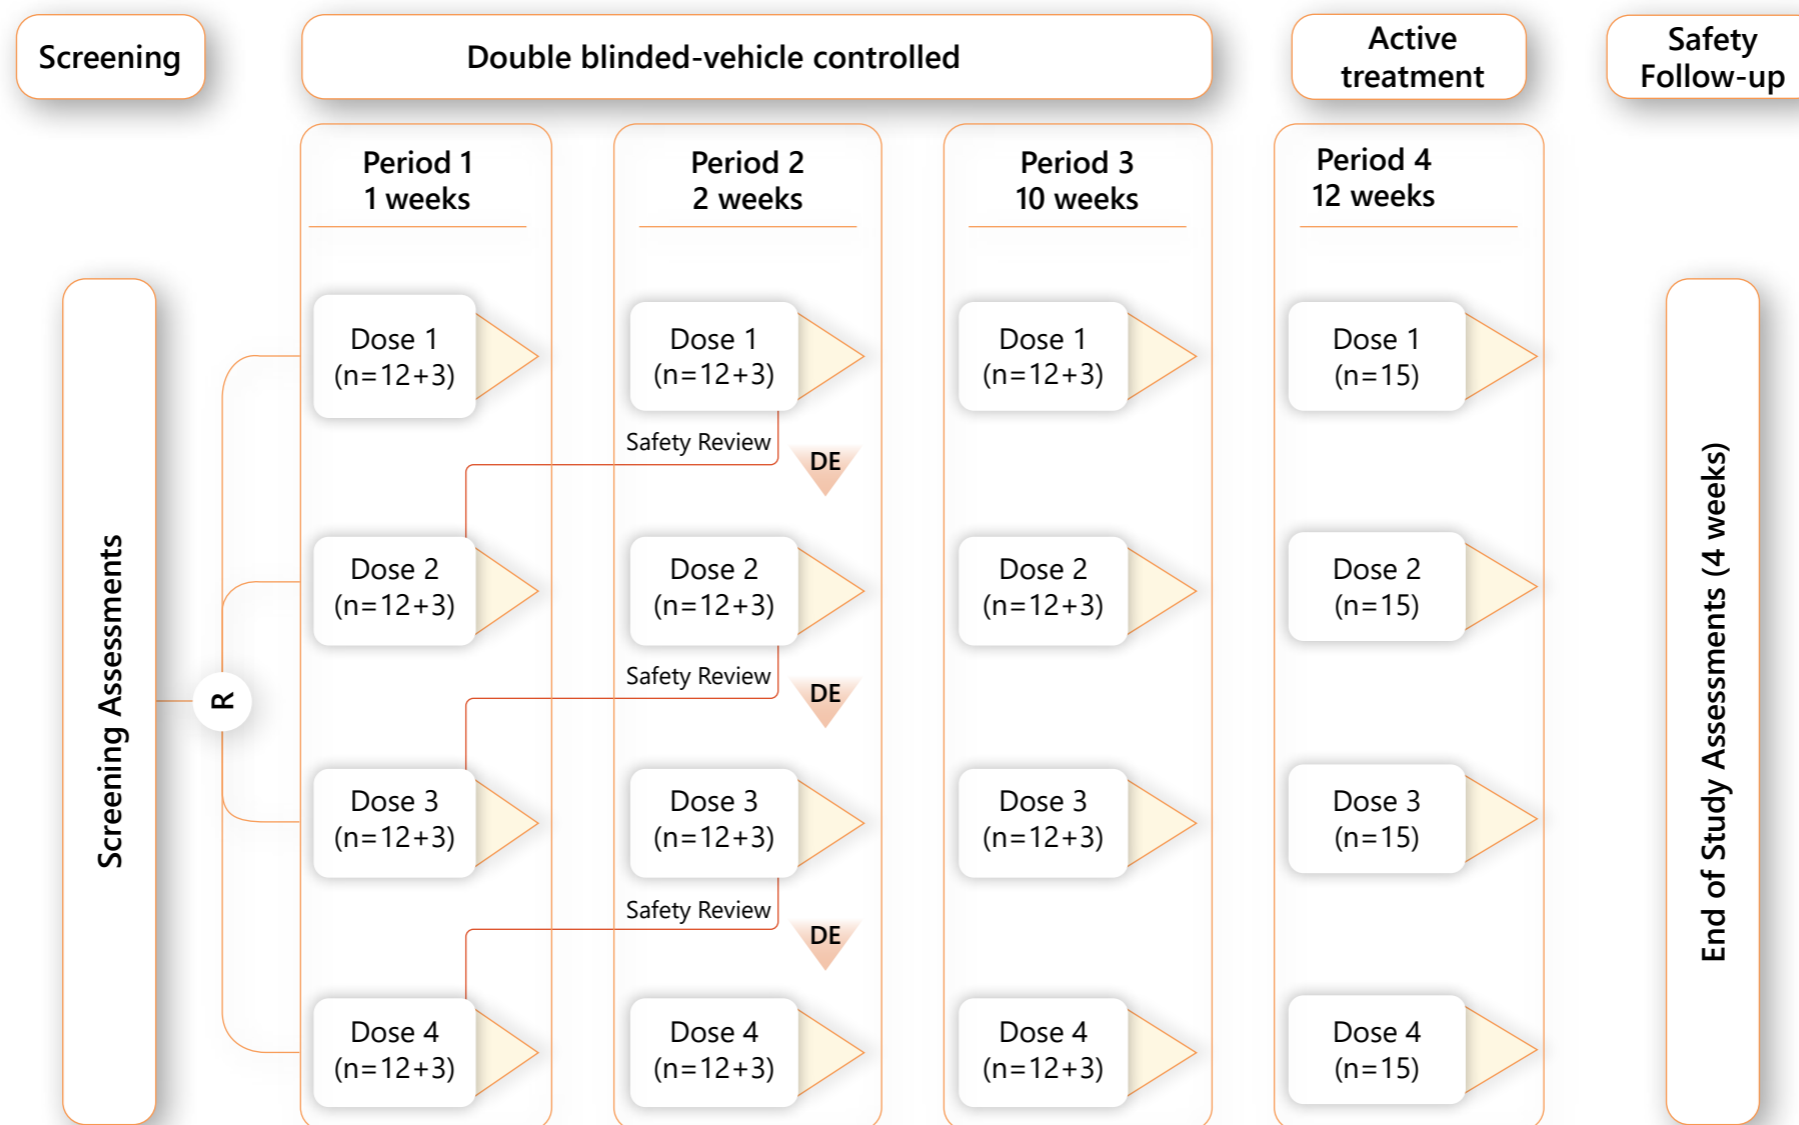 Screening
Double blinded-vehicle controlled
Active
treatment
Safety
Follow-up
Period 1
1 weeks
Period 2
2 weeks
Period 3
10 weeks
Period 4
12 weeks
Screening Assessments
R
Dose 1
(n=12+3)
Dose 1
(n=12+3)
Dose 1
(n=12+3)
Dose 1
(n=15)
Safety Review
DE
Dose 2
(n=12+3)
Dose 2
(n=12+3)
Dose 2
(n=12+3)
Dose 2
(n=15)
Safety Review
DE
Dose 3
(n=12+3)
Dose 3
(n=12+3)
Dose 3
(n=12+3)
Dose 3
(n=15)
Safety Review
DE
Dose 4
(n=12+3)
Dose 4
(n=12+3)
Dose 4
(n=12+3)
Dose 4
(n=15)
End of Study Assessments (4 weeks)